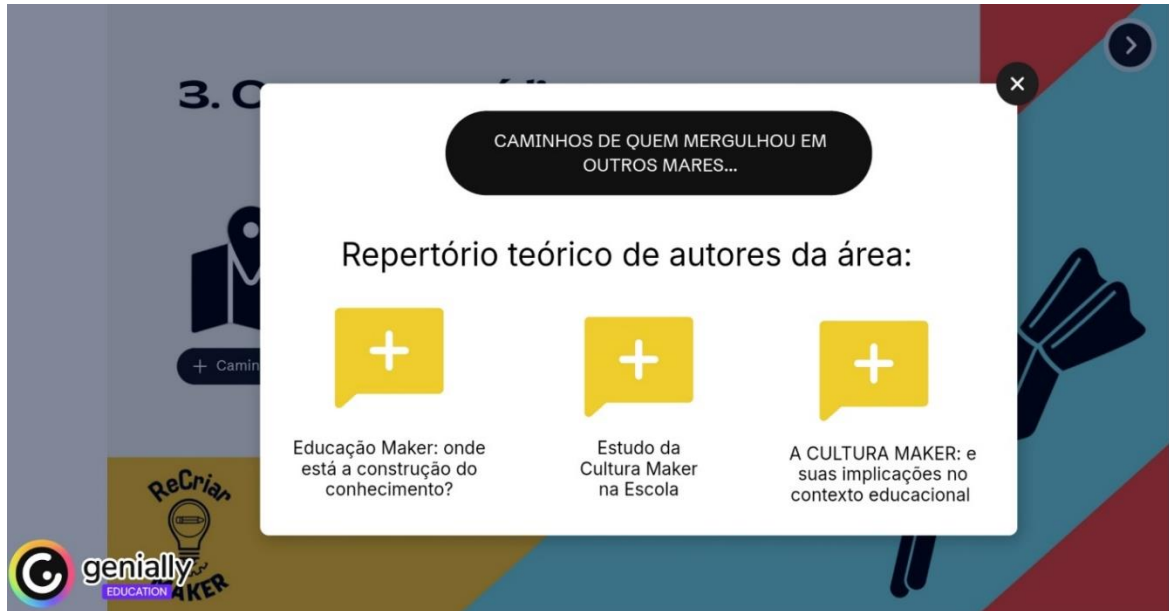 3. C
CAMINHOS DE QUEM MERGULHOU EM
OUTROS MARES...
Repertório teórico de autores da área:
+ Camin
Educação Maker: onde
está a construção do
conhecimento?
Estudo da
Cultura Maker
na Escola
A CULTURA MAKER: e
suas implicações no
contexto educacional
ReCriar
MAKER
genially
EDUCATION